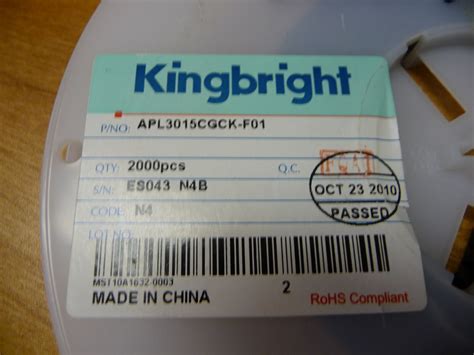 Kingbright
P/NO: APL3015CGCK-F01
QTY: 2000pcs Q.C.
S/N: ES043 N4B
OCT 23 2010
PASSED
CODE: N4
LOT NO
MST10A1632-0003
MADE IN CHINA
2
RoHS Compliant